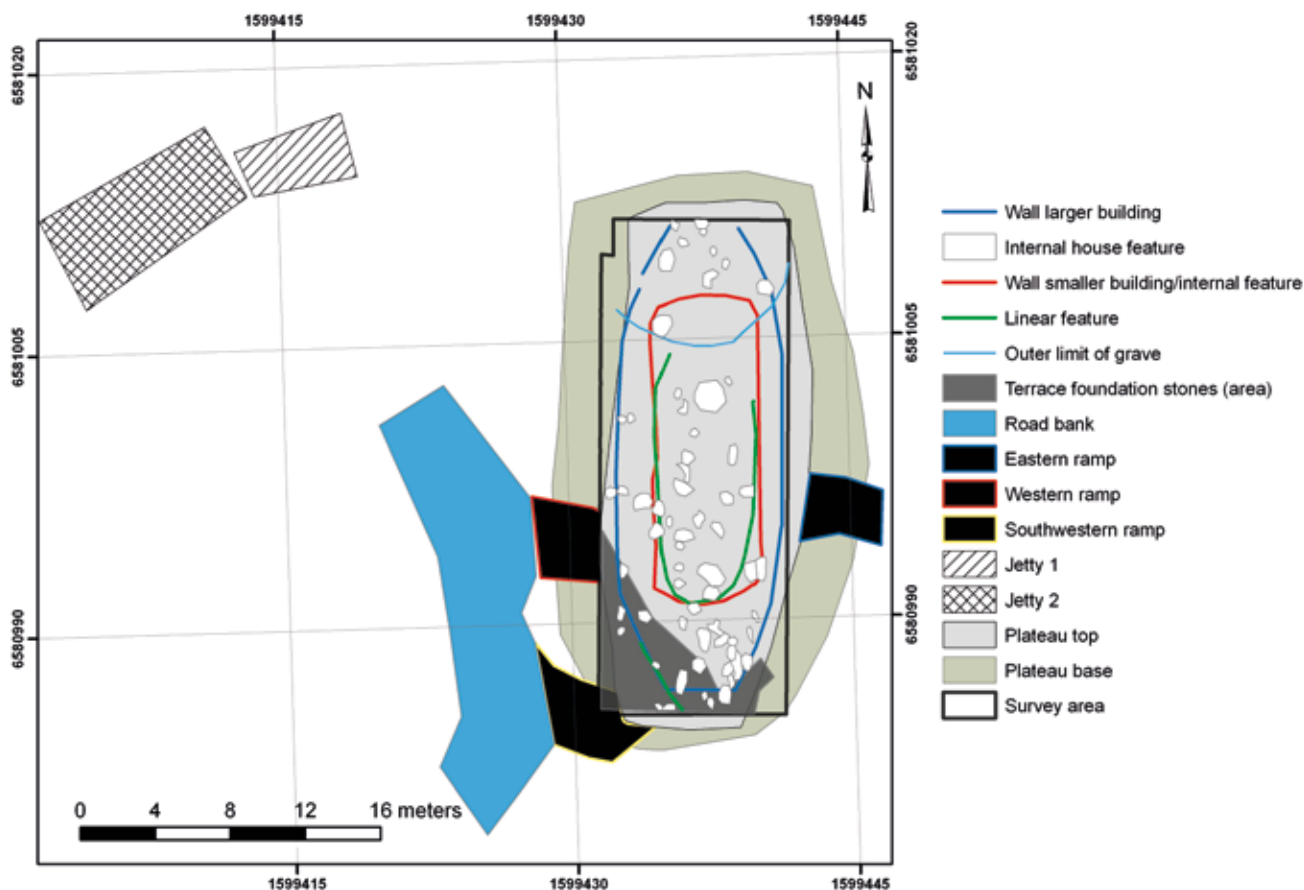 1599415 1599430 1599445
6581020 6581020
N
6581005 6581005
6580990 6580990
0 4 8 12 16 meters
1599415 1599430 1599445
Wall larger building
Internal house feature
Wall smaller building/internal feature
Linear feature
Outer limit of grave
Terrace foundation stones (area)
Road bank
Eastern ramp
Western ramp
Southwestern ramp
Jetty 1
Jetty 2
Plateau top
Plateau base
Survey area